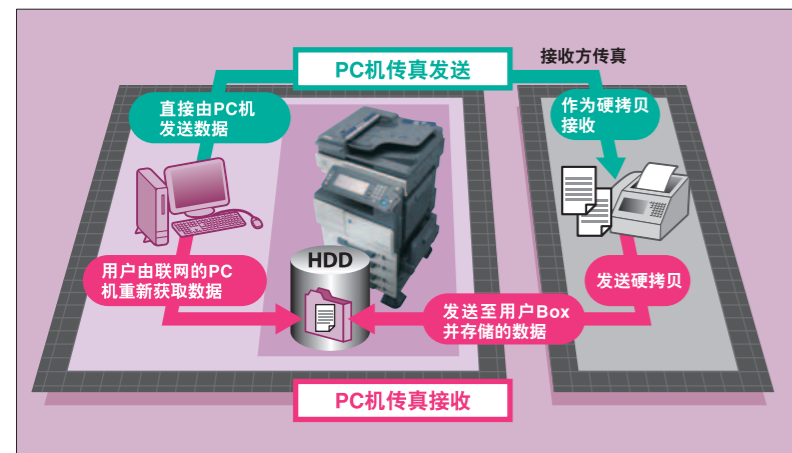 PC机传真发送
接收方传真
直接由PC机
发送数据
作为硬拷贝
接收
HDD
用户由联网的PC
机重新获取数据
发送硬拷贝
发送至用户Box
并存储的数据
PC机传真接收